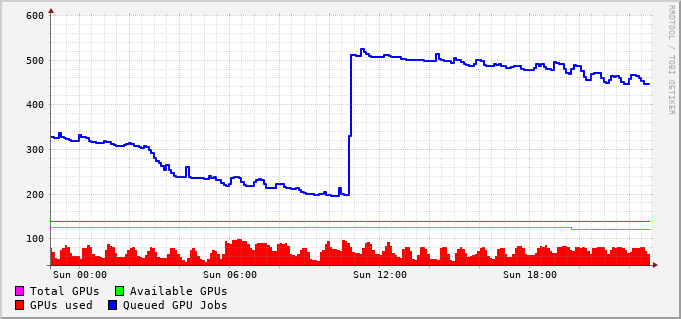 600
500
400
300
200
100
Sun 00:00 Sun 06:00 Sun 12:00 Sun 18:00
Total GPUs Available GPUs
GPUs used Queued GPU Jobs
RRDTOOL / TOBI OETIKER